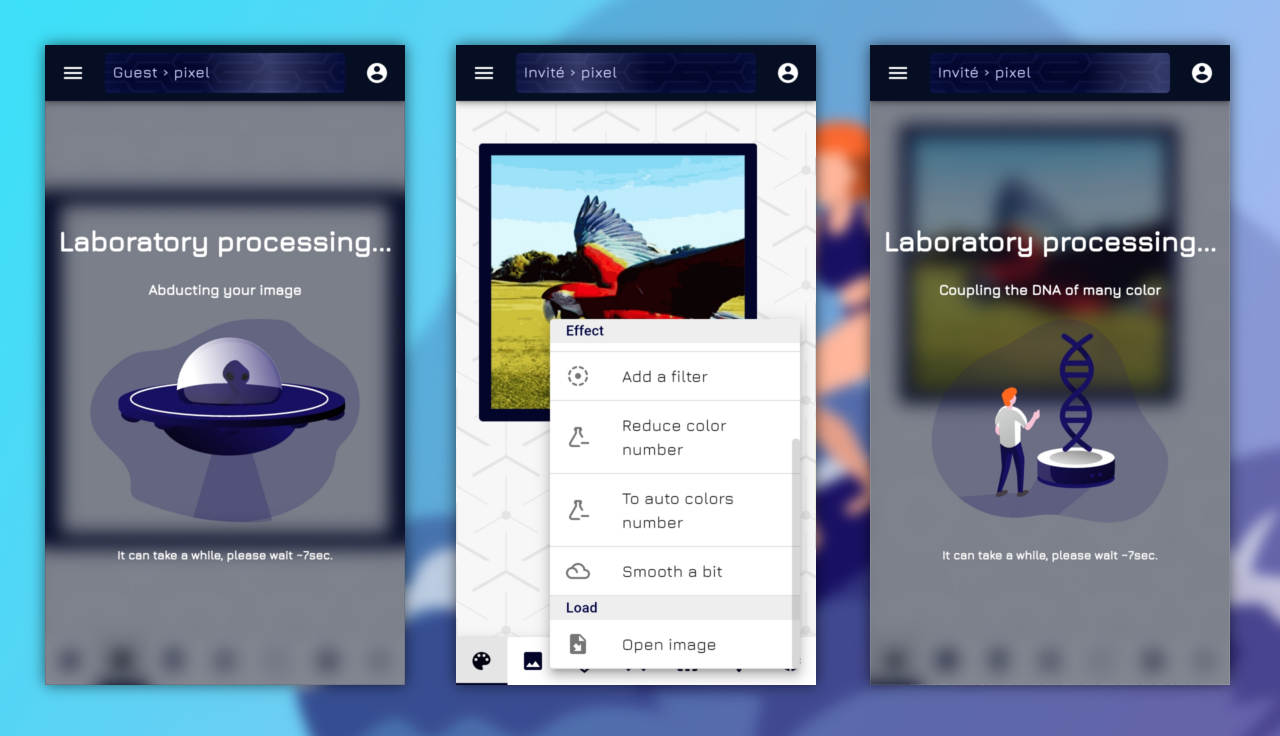 Guest › pixel
Laboratory processing...
Abducting your image
It can take a while, please wait ~7sec.
Invité › pixel
Effect
Add a filter
Reduce color
number
To auto colors
number
Smooth a bit
Load
Open image
Invité › pixel
Laboratory processing...
Coupling the DNA of many color
It can take a while, please wait ~7sec.